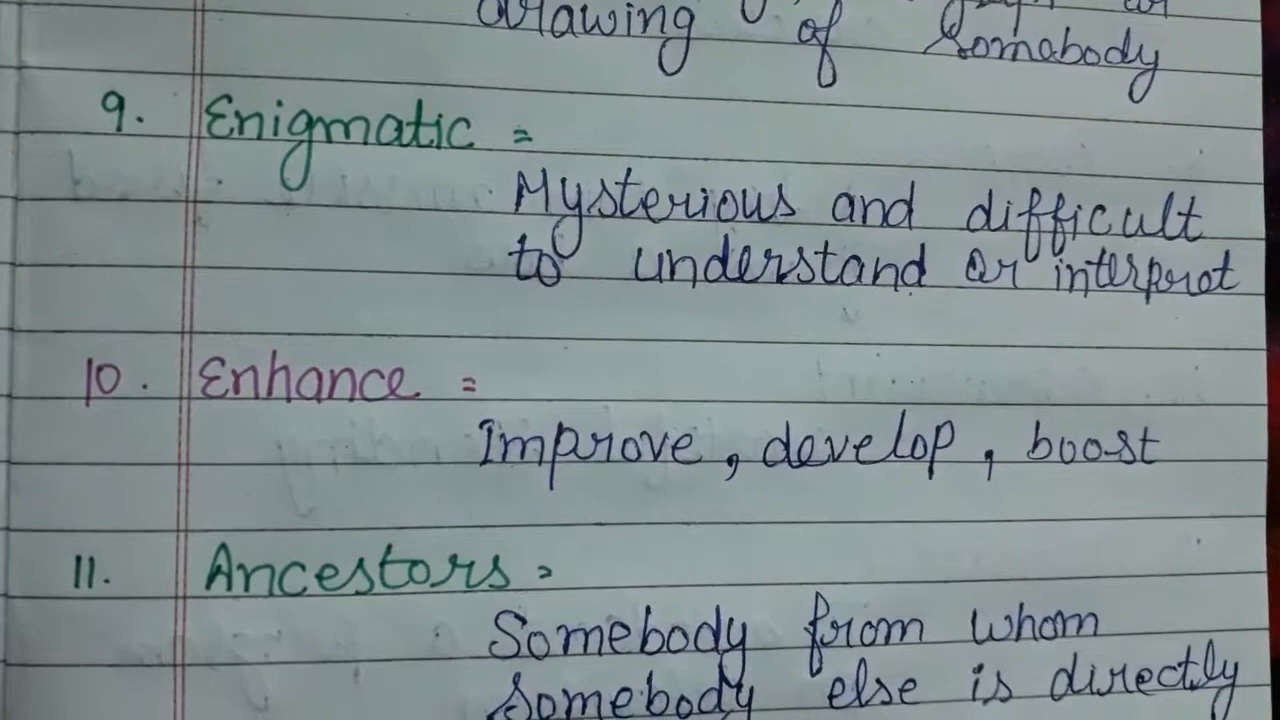 drawing of Somebody
9. Enigmatic =
Mysterious and difficult
to understand or interpret
10. Enhance =
Improve, develop, boost
11. Ancestors =
Somebody from whom
Somebody else is directly